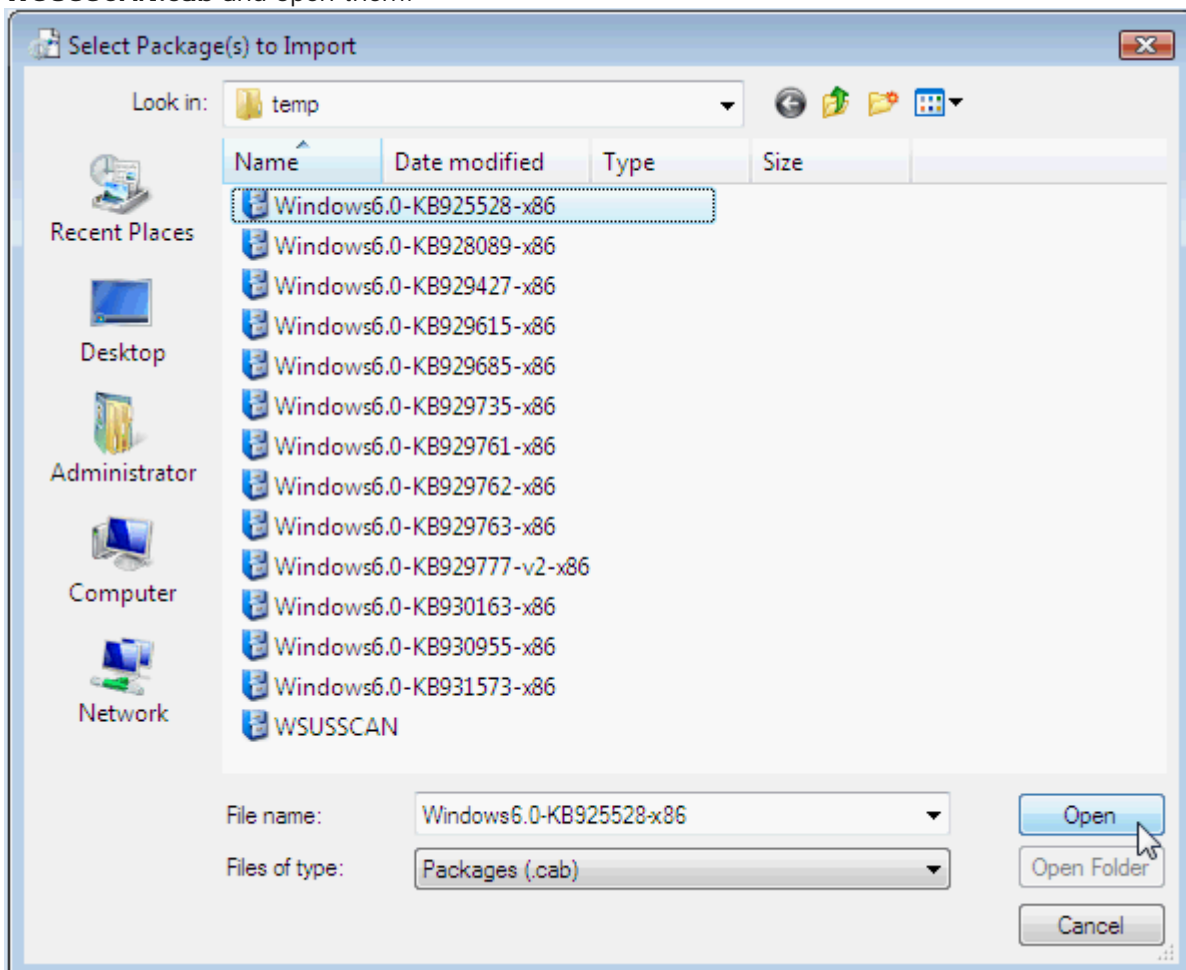 Select Package(s) to Import
Look in:
temp
Name Date modified Type Size
Windows6.0-KB925528-x86
Windows6.0-KB928089-x86
Windows6.0-KB929427-x86
Windows6.0-KB929615-x86
Windows6.0-KB929685-x86
Windows6.0-KB929735-x86
Windows6.0-KB929761-x86
Windows6.0-KB929762-x86
Windows6.0-KB929763-x86
Windows6.0-KB929777-v2-x86
Windows6.0-KB930163-x86
Windows6.0-KB930955-x86
Windows6.0-KB931573-x86
WSUSSCAN
Recent Places
Desktop
Administrator
Computer
Network
File name: Windows6.0-KB925528-x86 Open
Files of type: Packages (.cab) Open Folder
Cancel